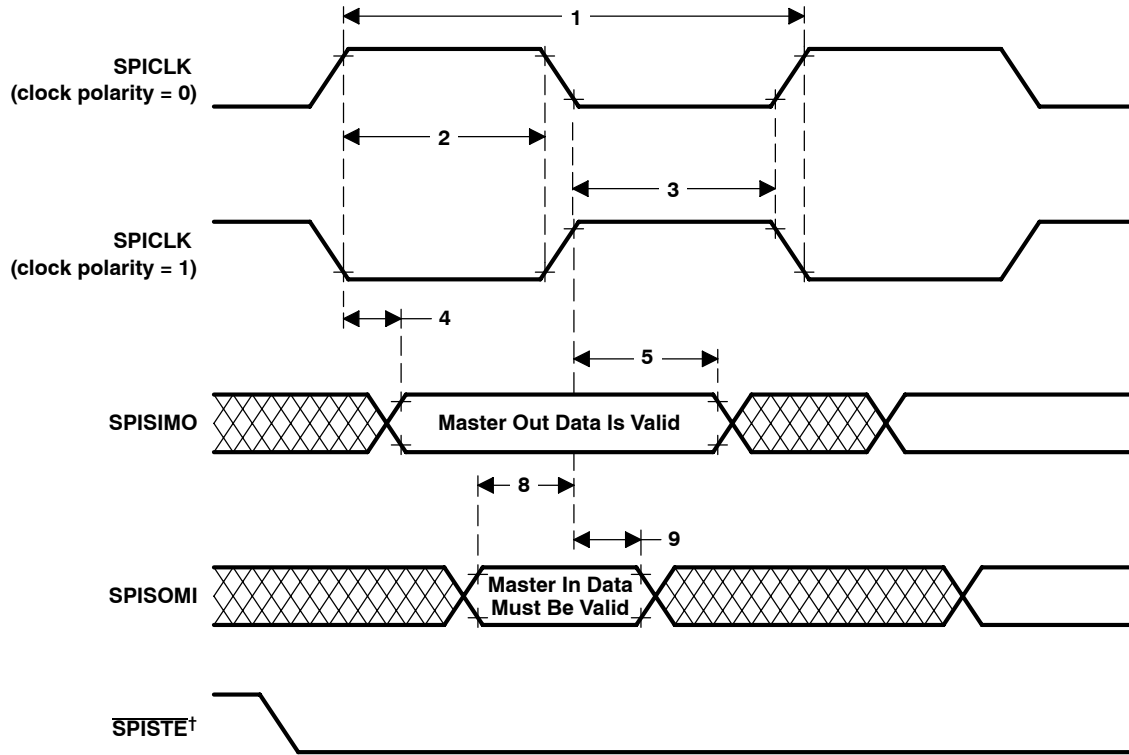 1
SPICLK
(clock polarity = 0)
2
3
SPICLK
(clock polarity = 1)
4
5
SPISIMO
Master Out Data Is Valid
8
9
SPISOMI
Master In Data
Must Be Valid
SPISTE†